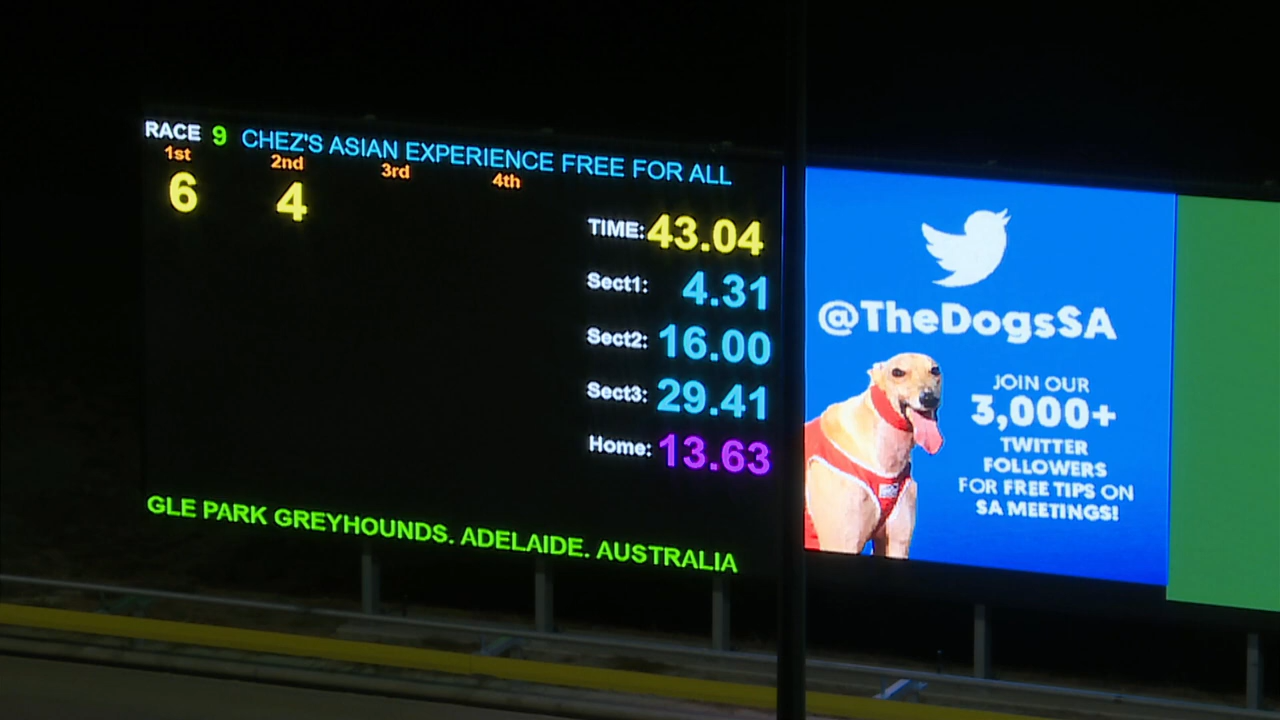 RACE 9 CHEZ'S ASIAN EXPERIENCE FREE FOR ALL
1st 2nd 3rd 4th
6 4
TIME: 43.04
Sect1: 4.31
Sect2: 16.00
Sect3: 29.41
Home: 13.63
GLE PARK GREYHOUNDS. ADELAIDE. AUSTRALIA
@TheDogsSA
JOIN OUR
3,000+
TWITTER
FOLLOWERS
FOR FREE TIPS ON
SA MEETINGS!